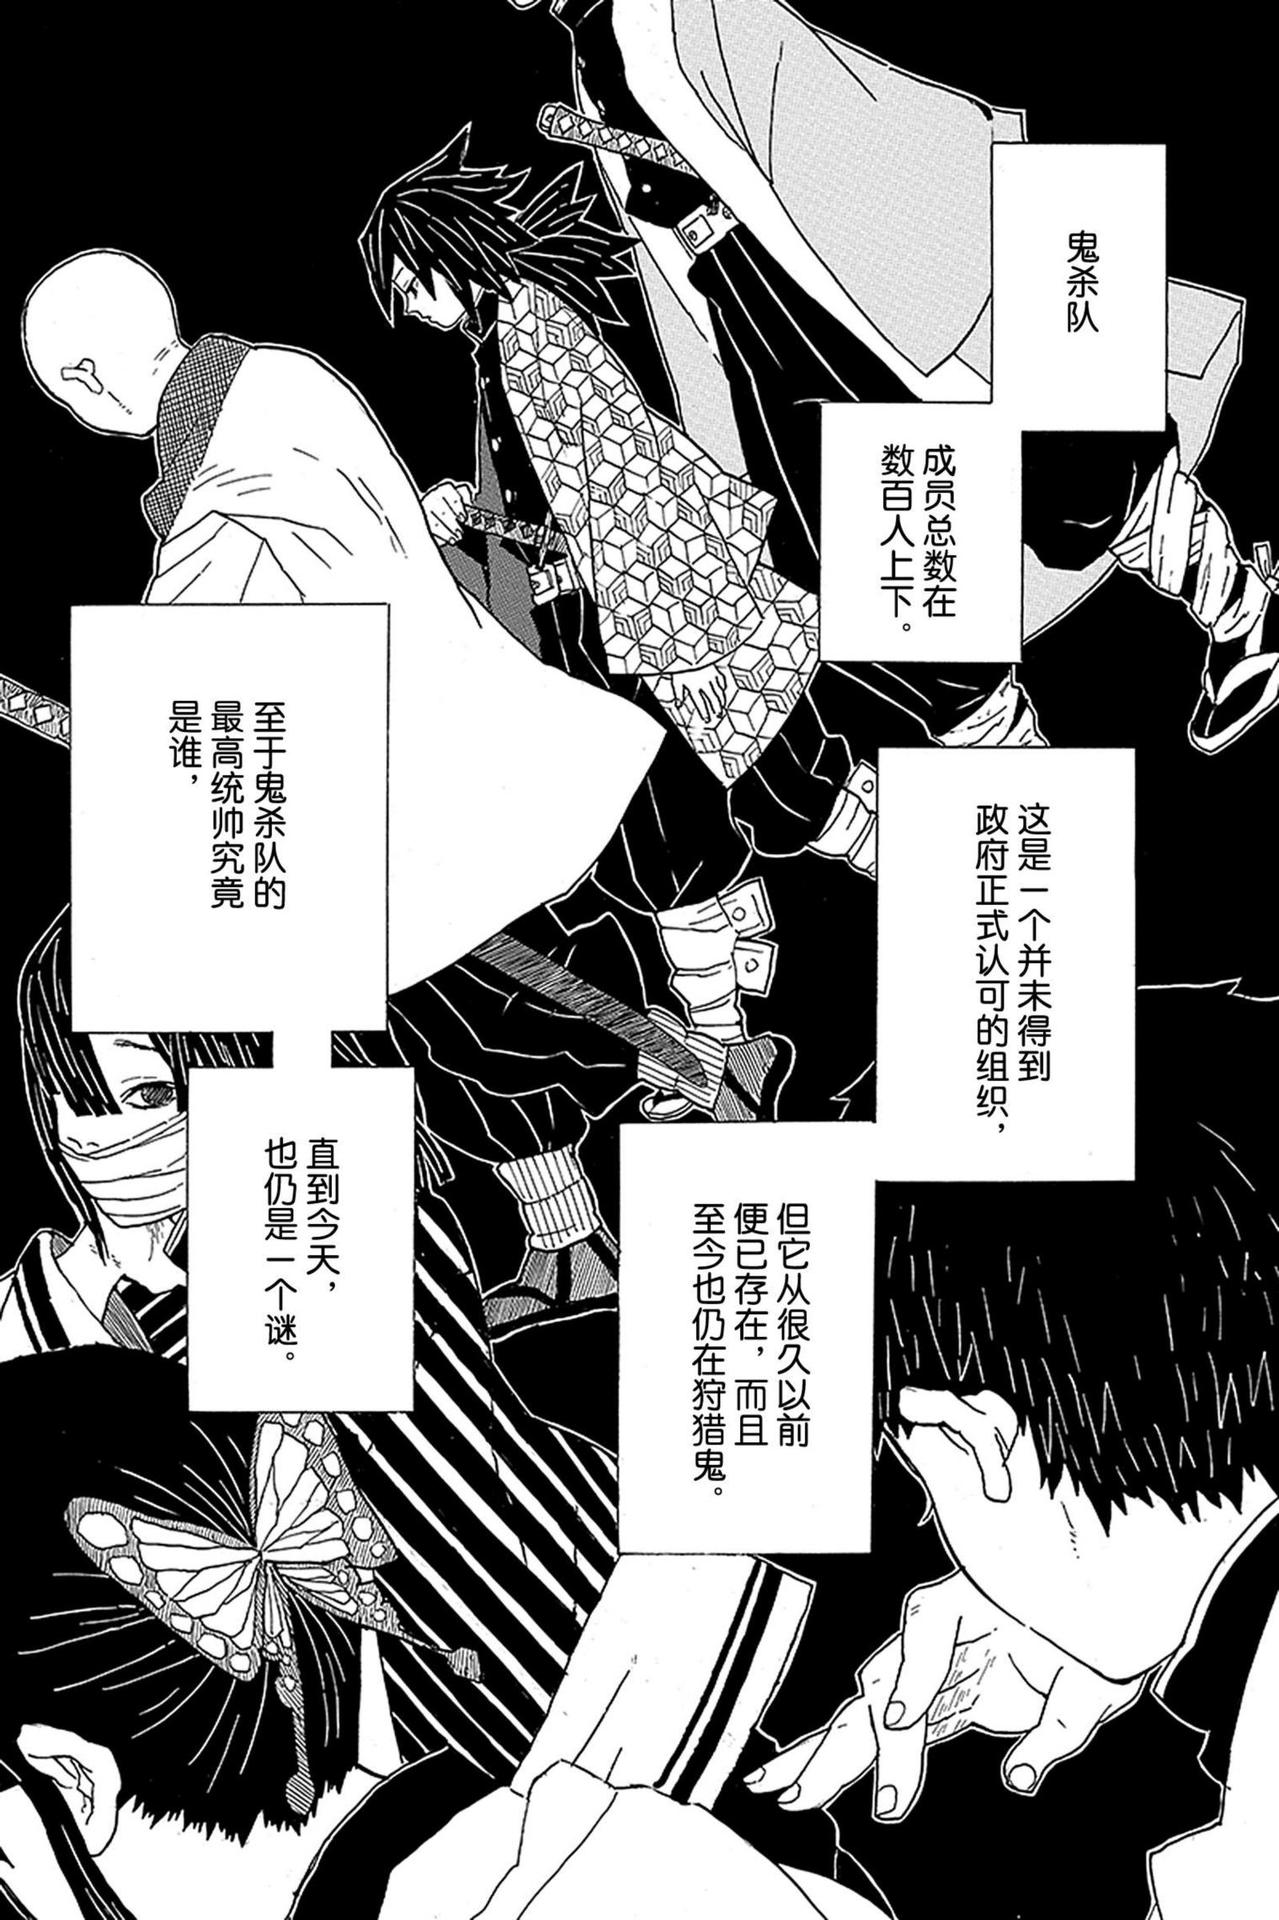 鬼杀队
成员总数在
数百人上下。
这是一个并未得到
政府正式认可的组织，
但它从很久以前
便已存在，而且
至今也仍在狩猎鬼。
至于鬼杀队的
最高统帅究竟
是谁，
直到今天，
也仍是一个谜。